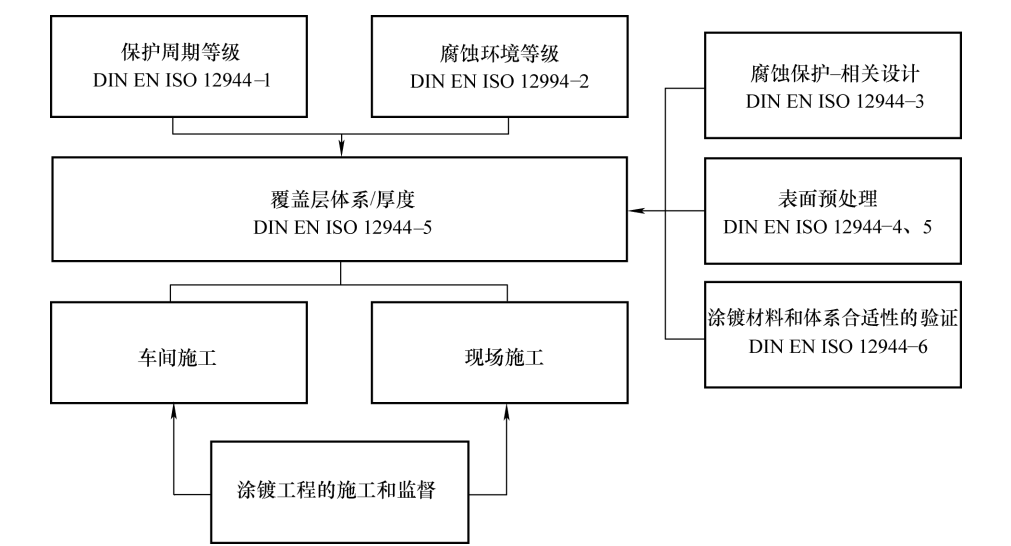 保护周期等级
DIN EN ISO 12944–1
腐蚀环境等级
DIN EN ISO 12994–2
腐蚀保护–相关设计
DIN EN ISO 12944–3
覆盖层体系/厚度
DIN EN ISO 12944–5
表面预处理
DIN EN ISO 12944–4、5
涂镀材料和体系合适性的验证
DIN EN ISO 12944–6
车间施工
现场施工
涂镀工程的施工和监督